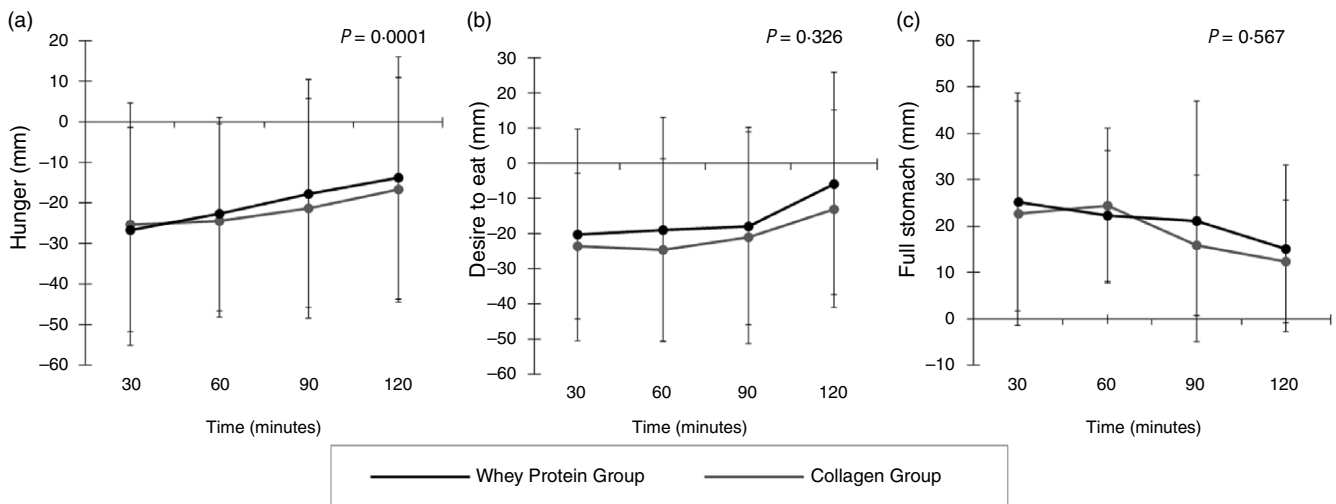 (a)
P = 0·0001
20
10
0
−10
−20
−30
−40
−50
−60
Hunger (mm)
30 60 90 120
Time (minutes)
(b)
P = 0·326
30
20
10
0
−10
−20
−30
−40
−50
−60
Desire to eat (mm)
30 60 90 120
Time (minutes)
(c)
P = 0·567
60
50
40
30
20
10
0
−10
Full stomach (mm)
30 60 90 120
Time (minutes)
Whey Protein Group Collagen Group